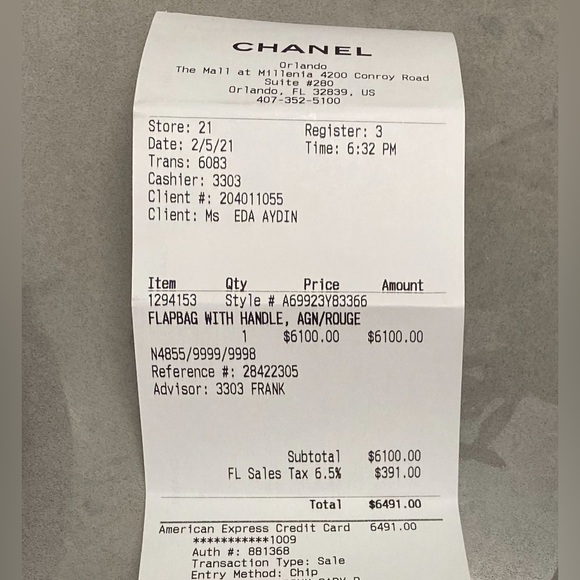 CHANEL
Orlando
The Mall at Millenia 4200 Conroy Road
Suite #280
Orlando, FL 32839, US
407-352-5100
Store: 21 Register: 3
Date: 2/5/21 Time: 6:32 PM
Trans: 6083
Cashier: 3303
Client #: 204011055
Client: Ms EDA AYDIN
Item Qty Price Amount
1294153 Style # A69923Y83366
FLAPBAG WITH HANDLE, AGN/ROUGE
1 $6100.00 $6100.00
N4855/9999/9998
Reference #: 28422305
Advisor: 3303 FRANK
Subtotal $6100.00
FL Sales Tax 6.5% $391.00
Total $6491.00
American Express Credit Card 6491.00
***********1009
Auth #: 881368
Transaction Type: Sale
Entry Method: Chip